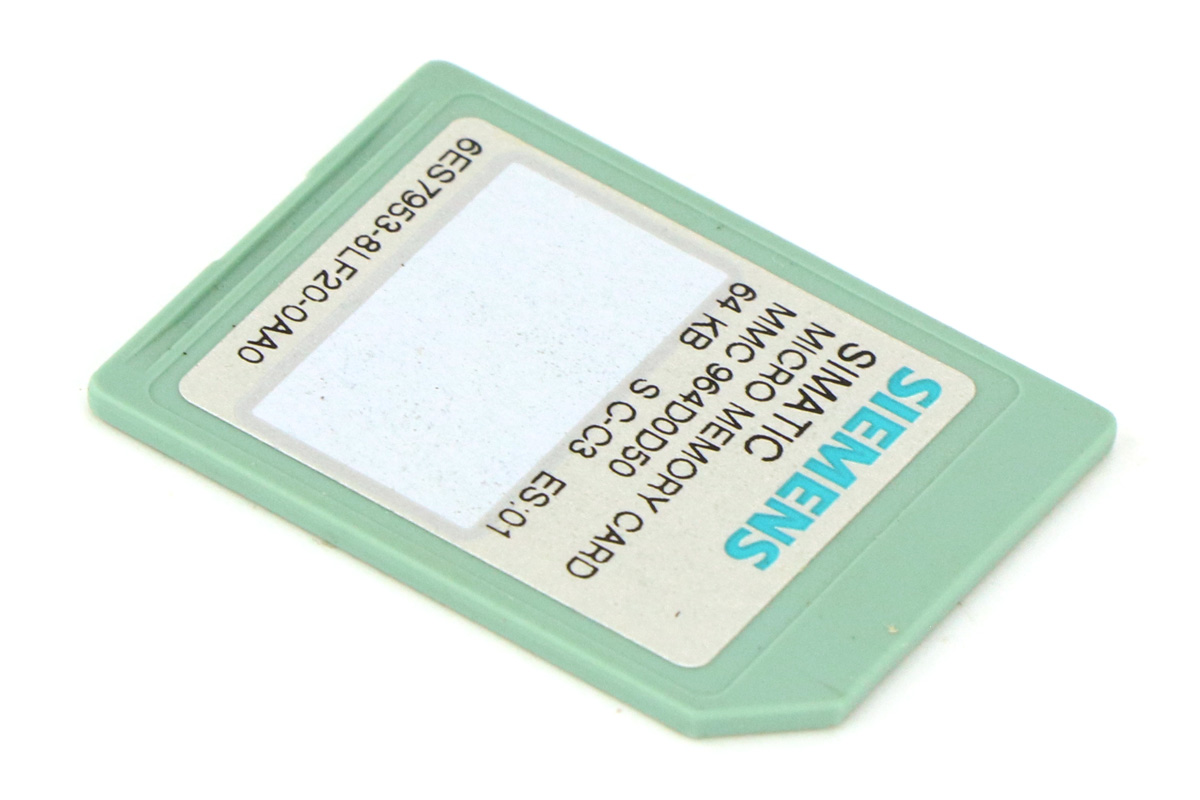 SIEMENS
SIMATIC
MICRO MEMORY CARD
MMC 964D0D50
64 KB S C-C3 ES:01
6ES7953-8LF20-0AA0